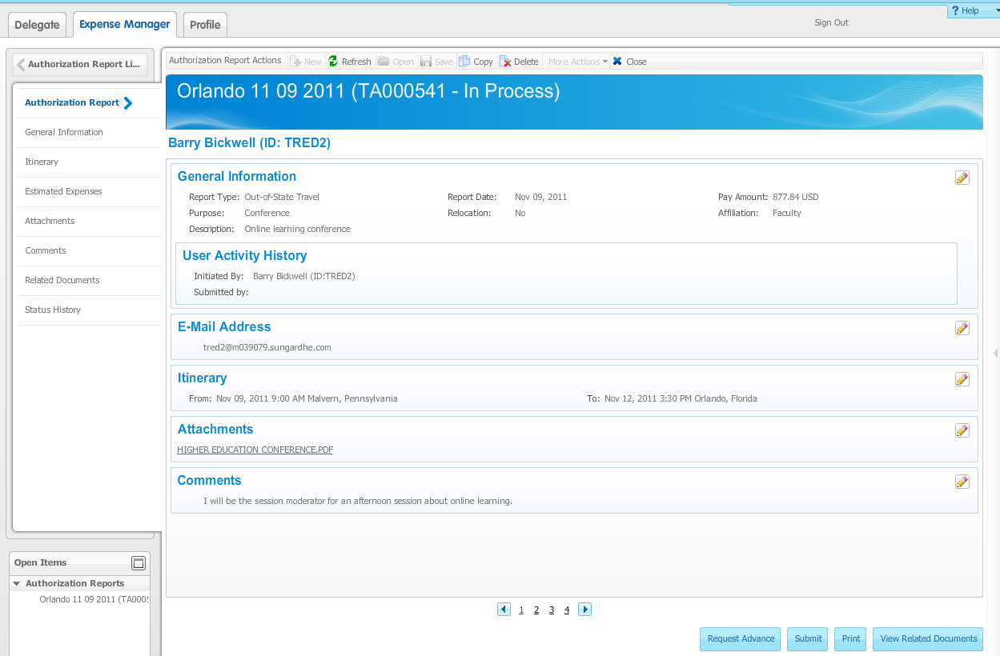 Delegate
Expense Manager
Profile
Sign Out
? Help
Authorization Report Li...
Authorization Report
General Information
Itinerary
Estimated Expenses
Attachments
Comments
Related Documents
Status History
Open Items
Authorization Reports
Orlando 11 09 2011 (TA000
Authorization Report Actions New Refresh Open Save Copy Delete More Actions Close
Orlando 11 09 2011 (TA000541 - In Process)
Barry Bickwell (ID: TRED2)
General Information
Report Type: Out-of-State Travel Report Date: Nov 09, 2011 Pay Amount: 877.84 USD
Purpose: Conference Relocation: No Affiliation: Faculty
Description: Online learning conference
User Activity History
Initiated By: Barry Bickwell (ID:TRED2)
Submitted by:
E-Mail Address
tred2@m039079.sungardhe.com
Itinerary
From: Nov 09, 2011 9:00 AM Malvern, Pennsylvania To: Nov 12, 2011 3:30 PM Orlando, Florida
Attachments
HIGHER EDUCATION CONFERENCE.PDF
Comments
I will be the session moderator for an afternoon session about online learning.
1 2 3 4
Request Advance Submit Print View Related Documents